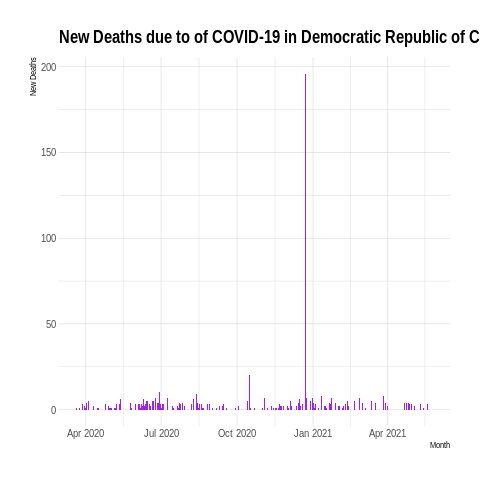 New Deaths due to of COVID-19 in Democratic Republic of C
New Deaths
200
150
100
50
0
Apr 2020 Jul 2020 Oct 2020 Jan 2021 Apr 2021
Month